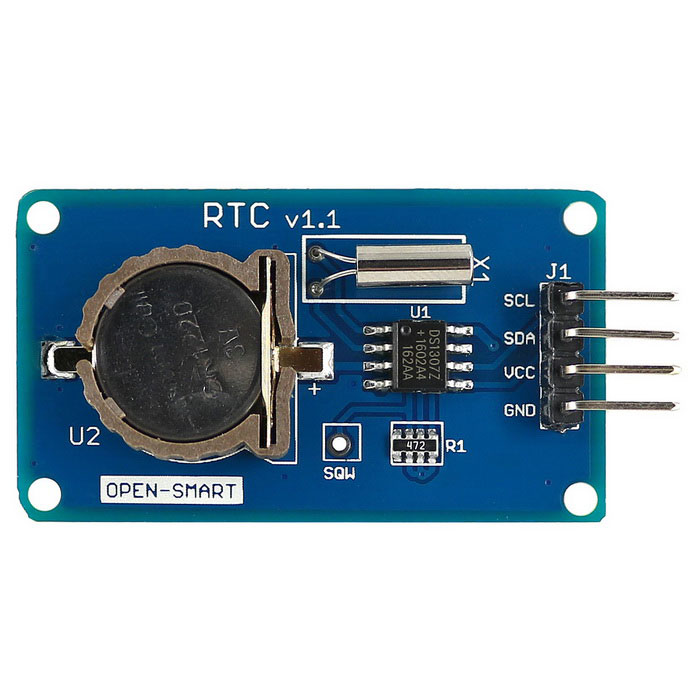 RTC v1.1
X1
J1
U1
SCL
SDA
VCC
GND
DS1307Z
+1602A4
162AA
+
U2
SQW
472
R1
OPEN-SMART